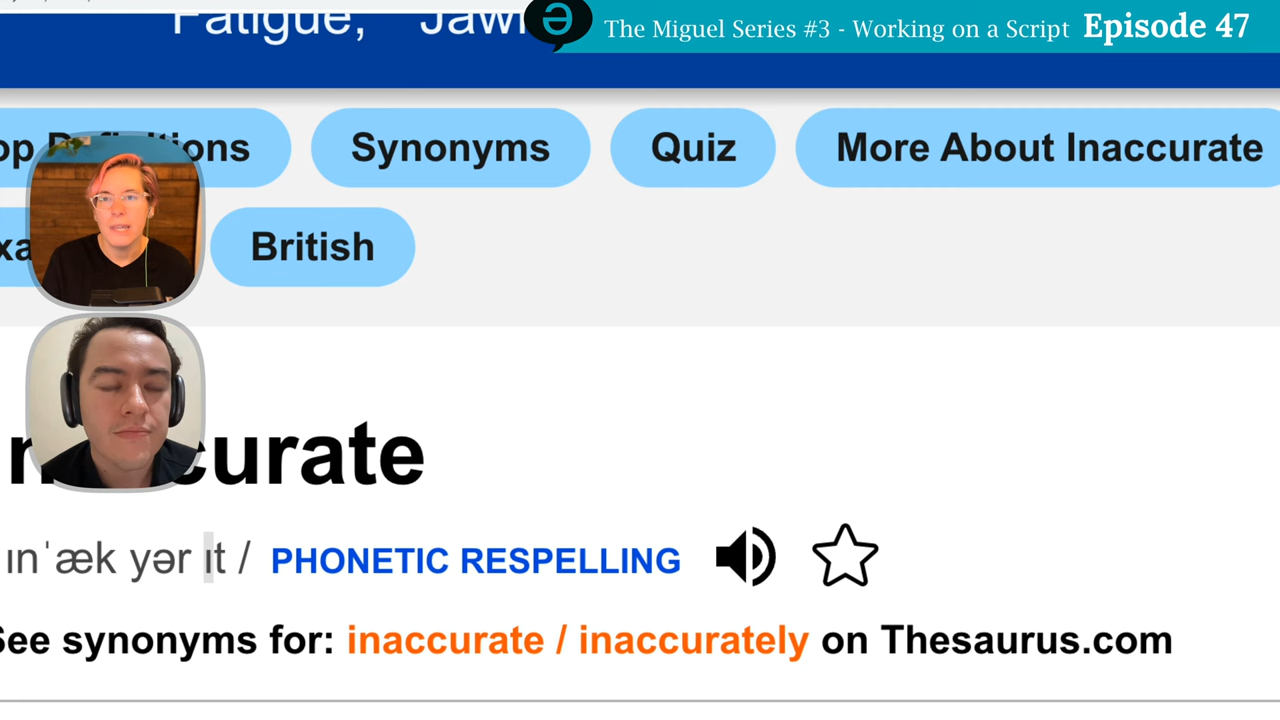 Fatigue,
ə
The Miguel Series #3 - Working on a Script Episode 47
Synonyms Quiz More About Inaccurate
British
curate
ɪnˈæk yər ɪt / PHONETIC RESPELLING
See synonyms for: inaccurate / inaccurately on Thesaurus.com